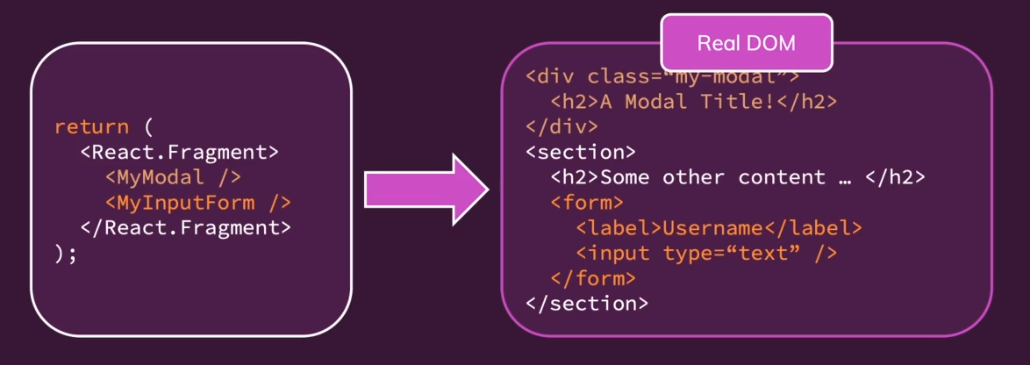 return (
<React.Fragment>
<MyModal />
<MyInputForm />
</React.Fragment>
);
Real DOM
<div class=“my-modal”>
<h2>A Modal Title!</h2>
</div>
<section>
<h2>Some other content … </h2>
<form>
<label>Username</label>
<input type=“text” />
</form>
</section>